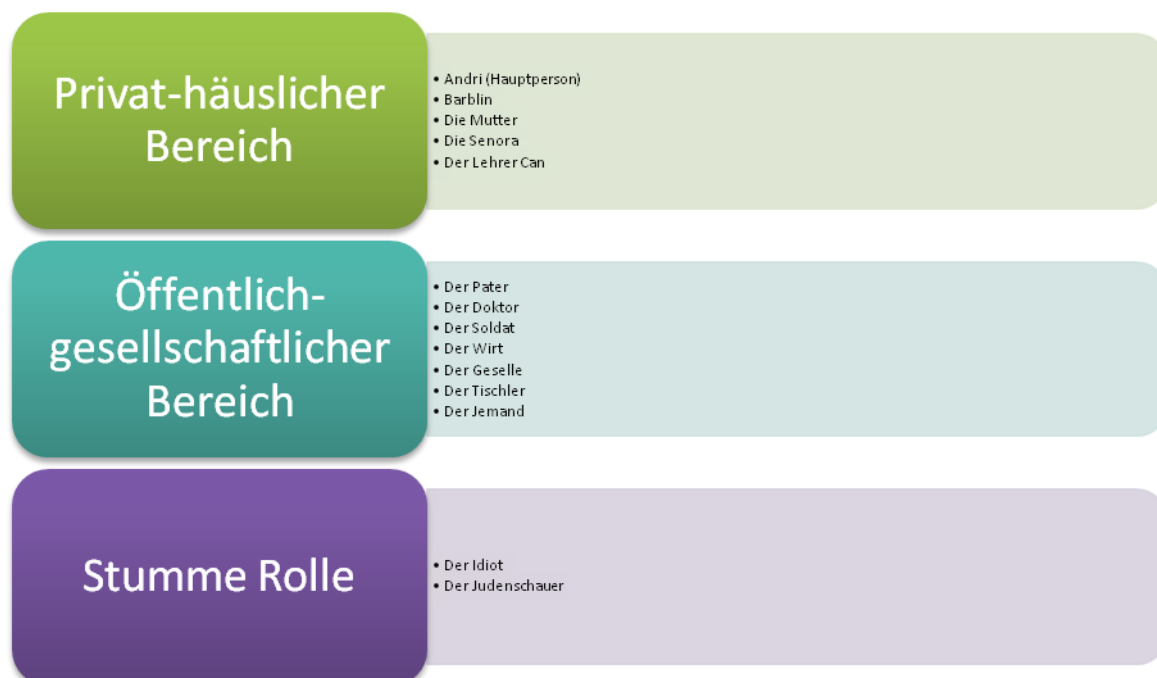 Privat-häuslicher
Bereich
• Andri (Hauptperson)
• Barblin
• Die Mutter
• Die Senora
• Der Lehrer Can
Öffentlich-
gesellschaftlicher
Bereich
• Der Pater
• Der Doktor
• Der Soldat
• Der Wirt
• Der Geselle
• Der Tischler
• Der Jemand
Stumme Rolle
• Der Idiot
• Der Judenschauer